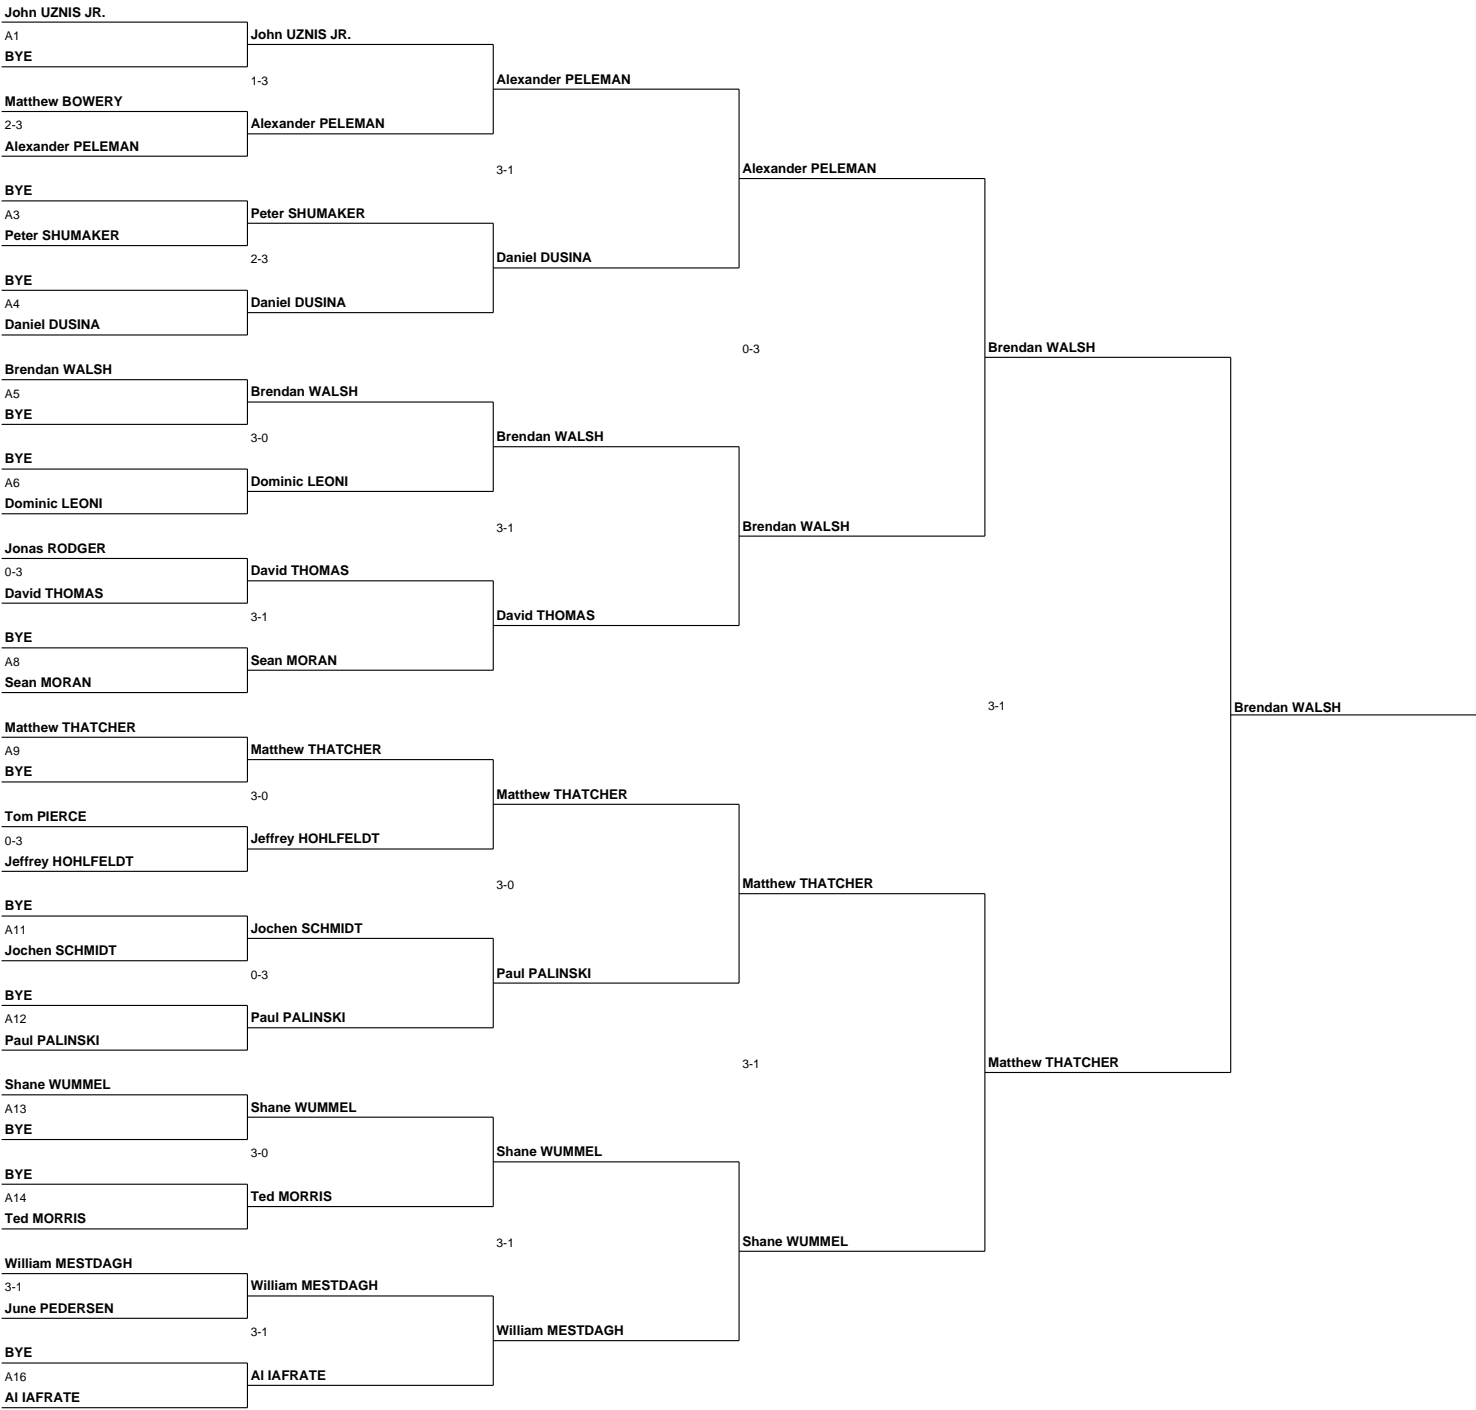 John UZNIS JR.
A1
BYE
John UZNIS JR.
1-3
Alexander PELEMAN
Matthew BOWERY
2-3
Alexander PELEMAN
Alexander PELEMAN
3-1
Alexander PELEMAN
BYE
A3
Peter SHUMAKER
Peter SHUMAKER
2-3
Daniel DUSINA
BYE
A4
Daniel DUSINA
Daniel DUSINA
0-3
Brendan WALSH
Brendan WALSH
A5
BYE
Brendan WALSH
3-0
Brendan WALSH
BYE
A6
Dominic LEONI
Dominic LEONI
3-1
Brendan WALSH
Jonas RODGER
0-3
David THOMAS
David THOMAS
3-1
David THOMAS
BYE
A8
Sean MORAN
Sean MORAN
3-1
Brendan WALSH
Matthew THATCHER
A9
BYE
Matthew THATCHER
3-0
Matthew THATCHER
Tom PIERCE
0-3
Jeffrey HOHLFELDT
Jeffrey HOHLFELDT
3-0
Matthew THATCHER
BYE
A11
Jochen SCHMIDT
Jochen SCHMIDT
0-3
Paul PALINSKI
BYE
A12
Paul PALINSKI
Paul PALINSKI
3-1
Matthew THATCHER
Shane WUMMEL
A13
BYE
Shane WUMMEL
3-0
Shane WUMMEL
BYE
A14
Ted MORRIS
Ted MORRIS
3-1
Shane WUMMEL
William MESTDAGH
3-1
June PEDERSEN
William MESTDAGH
3-1
William MESTDAGH
BYE
A16
Al IAFRATE
Al IAFRATE